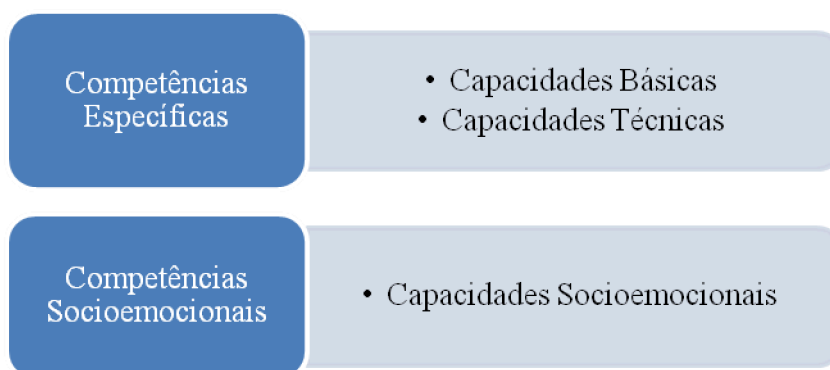 Competências
Específicas
• Capacidades Básicas
• Capacidades Técnicas
Competências
Socioemocionais
• Capacidades Socioemocionais